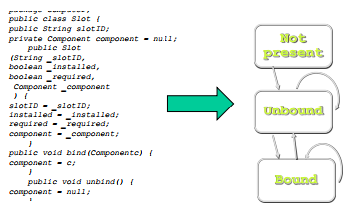 public class Slot {
public String slotID;
private Component component = null;
public Slot
(String _slotID,
boolean _installed,
boolean _required,
Component _component
) {
slotID = _slotID;
installed = _installed;
required = _required;
component = _component;
}
public void bind(Componentc) {
component = c;
}
public void unbind() {
component = null;
Not
present
Unbound
Bound